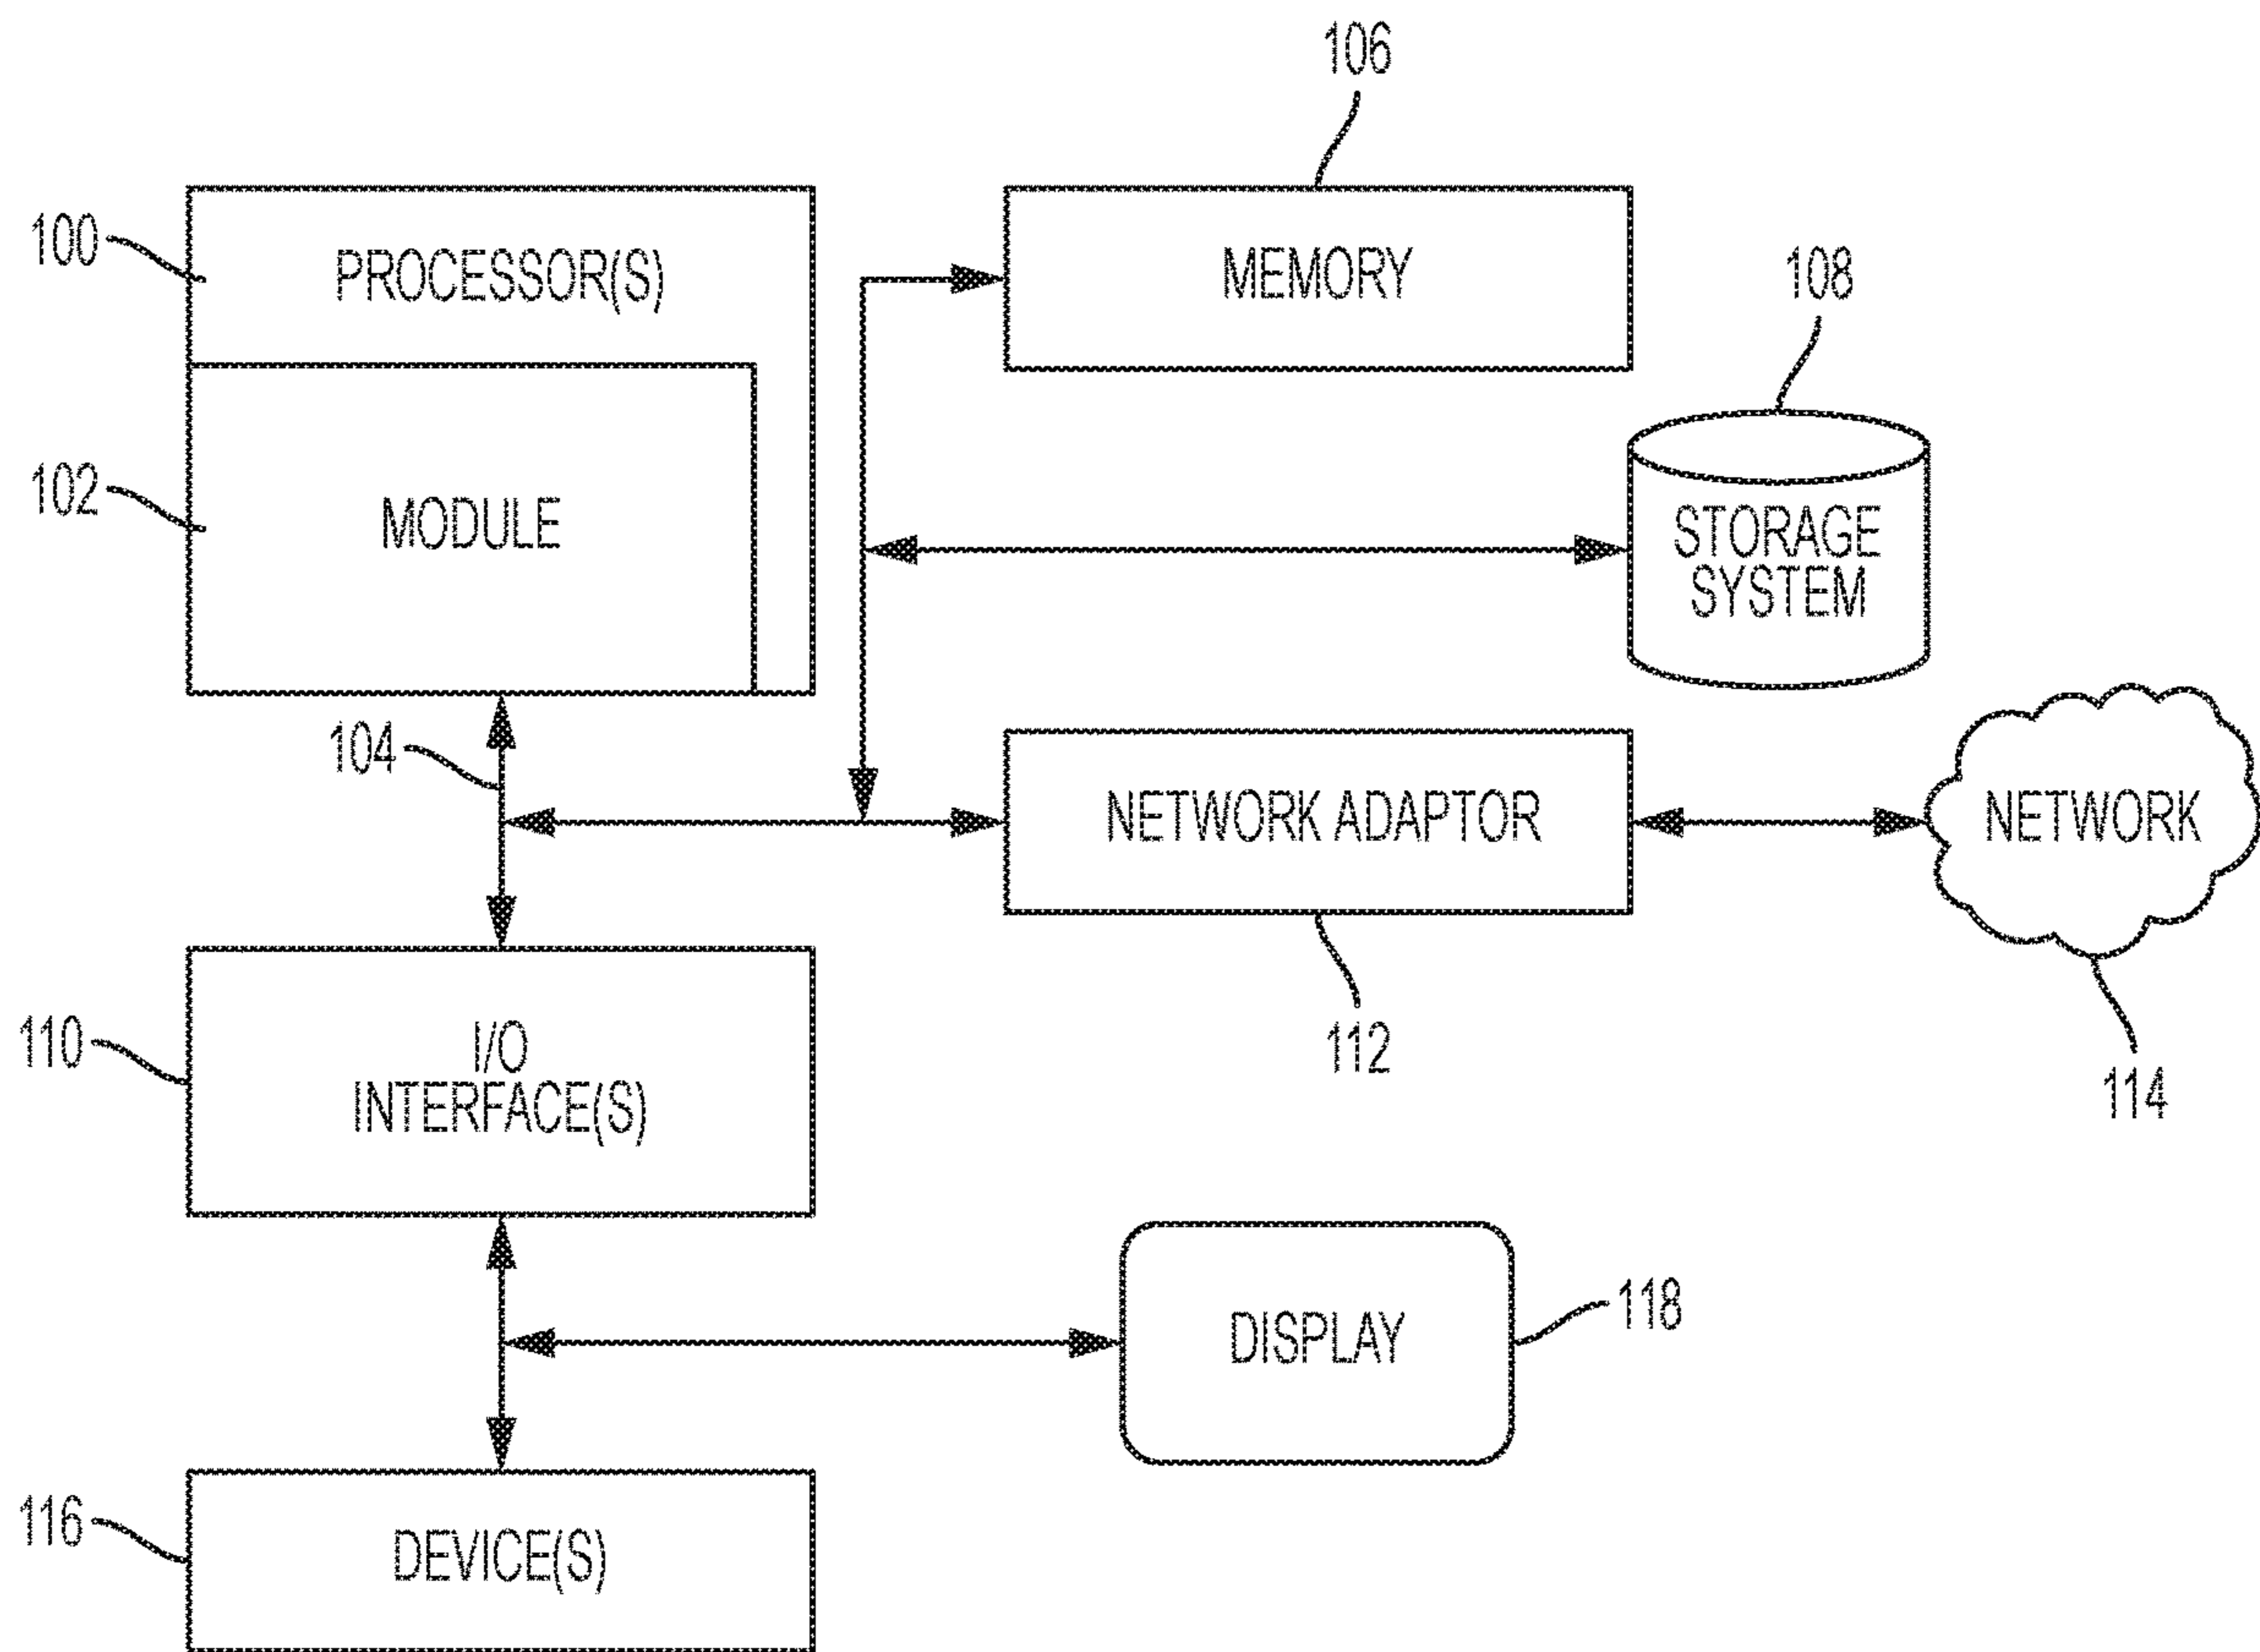 106
100
PROCESSOR(S)
MEMORY
108
102
MODULE
STORAGE
SYSTEM
104
NETWORK ADAPTOR
NETWORK
110
I/O
INTERFACE(S)
112
114
118
DISPLAY
116
DEVICE(S)